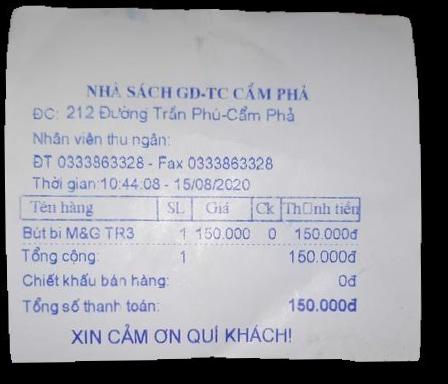 NHÀ SÁCH GD-TC CẨM PHẢ
ĐC: 212 Đường Trần Phú-Cẩm Phả
Nhân viên thu ngân:
ĐT 0333863328 - Fax 0333863328
Thời gian:10:44:08 - 15/08/2020
Tên hàng SL Giá Ck Th□nh tiền
Bút bi M&G TR3 1 150.000 0 150.000đ
Tổng cộng: 1 150.000đ
Chiết khấu bán hàng: 0đ
Tổng số thanh toán: 150.000đ
XIN CẢM ƠN QUÍ KHÁCH!